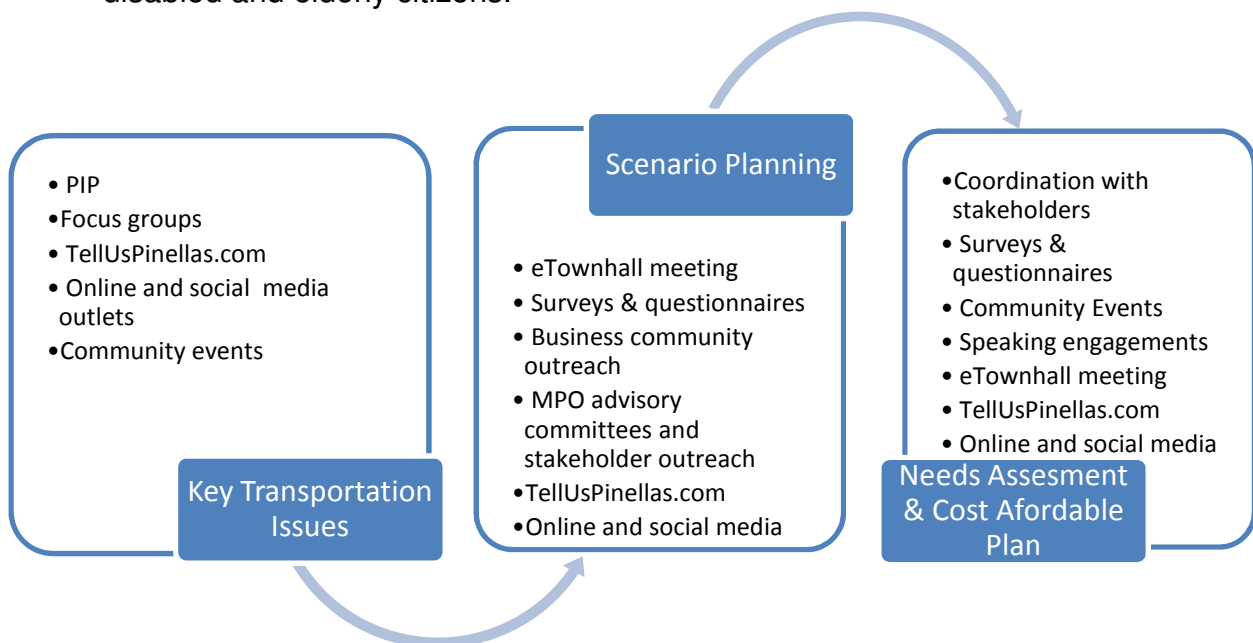 disabled and elderly citizens.
• PIP
•Focus groups
• TellUsPinellas.com
• Online and social media
outlets
•Community events
Key Transportation
Issues
Scenario Planning
• eTownhall meeting
• Surveys & questionnaires
• Business community
outreach
• MPO advisory
committees and
stakeholder outreach
•TellUsPinellas.com
•Online and social media
•Coordination with
stakeholders
• Surveys &
questionnaires
• Community Events
• Speaking engagements
• eTownhall meeting
• TellUsPinellas.com
• Online and social media
Needs Assesment
& Cost Afordable
Plan